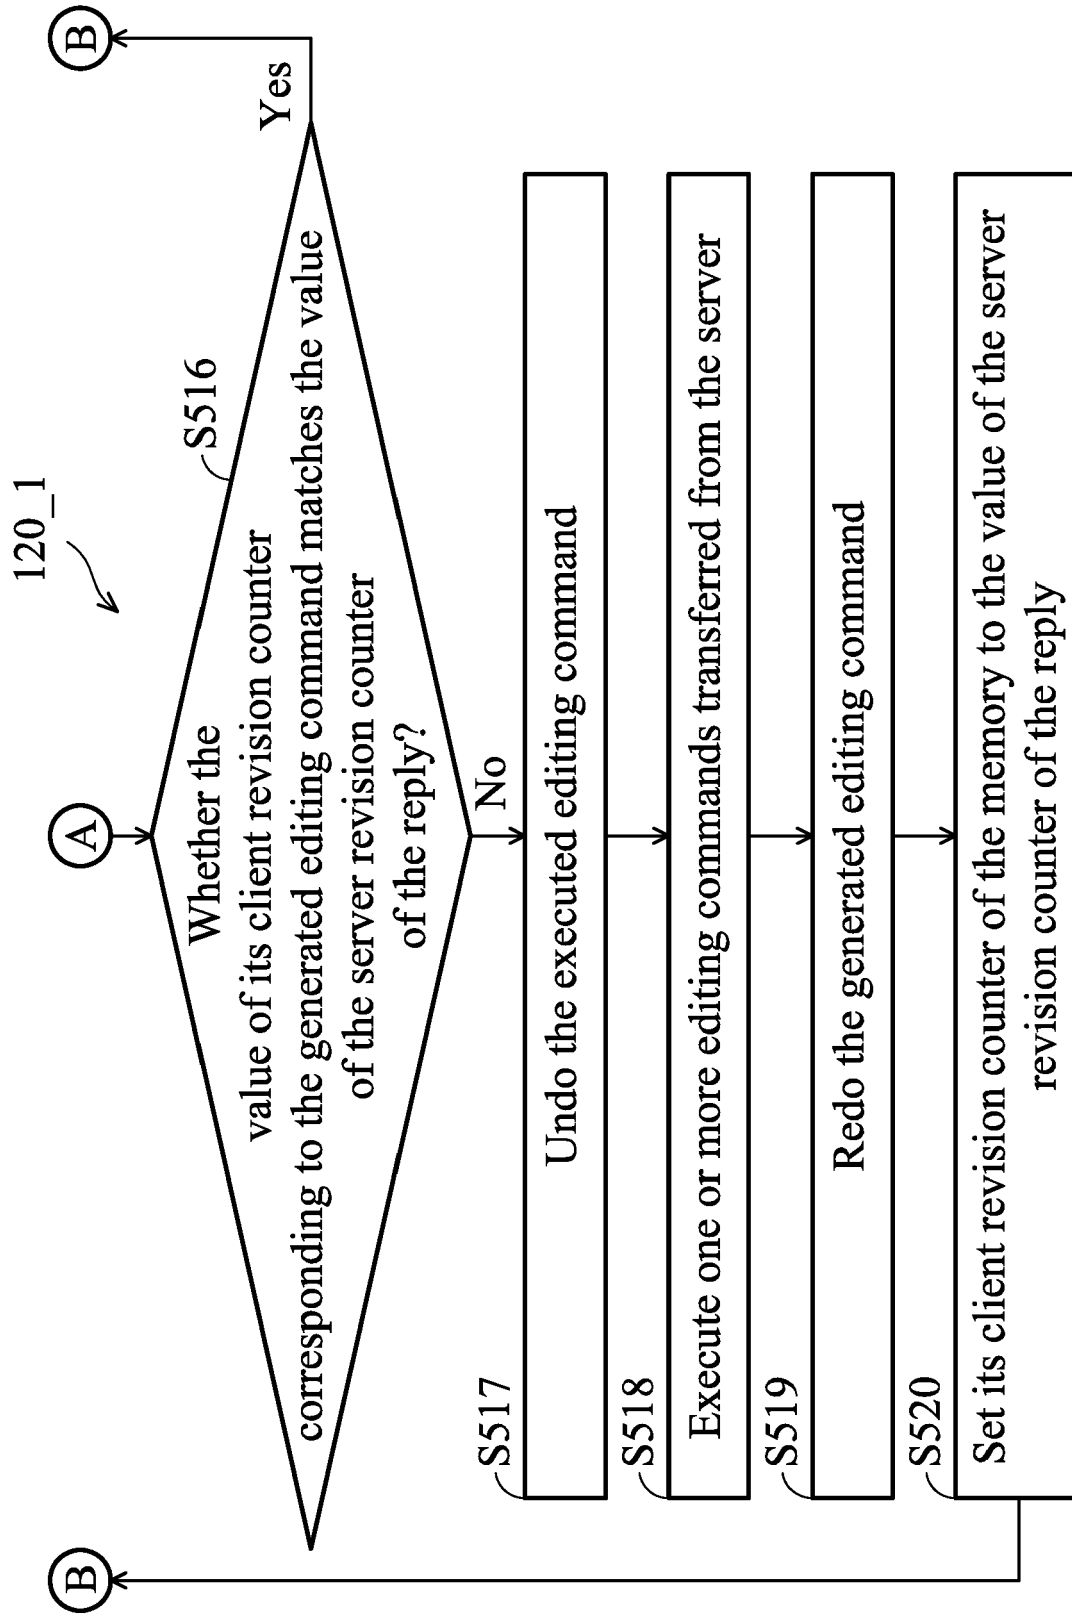 120_1
A
S516
Whether the
value of its client revision counter
corresponding to the generated editing command matches the value
of the server revision counter
of the reply?
Yes
B
No
S517
Undo the executed editing command
S518
Execute one or more editing commands transferred from the server
S519
Redo the generated editing command
S520
Set its client revision counter of the memory to the value of the server
revision counter of the reply
B